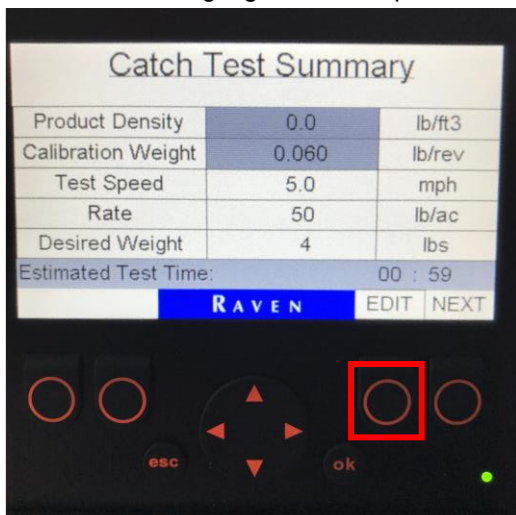 Catch Test Summary
Product Density 0.0 lb/ft3
Calibration Weight 0.060 lb/rev
Test Speed 5.0 mph
Rate 50 lb/ac
Desired Weight 4 lbs
Estimated Test Time: 00 : 59
RAVEN EDIT NEXT
esc ok